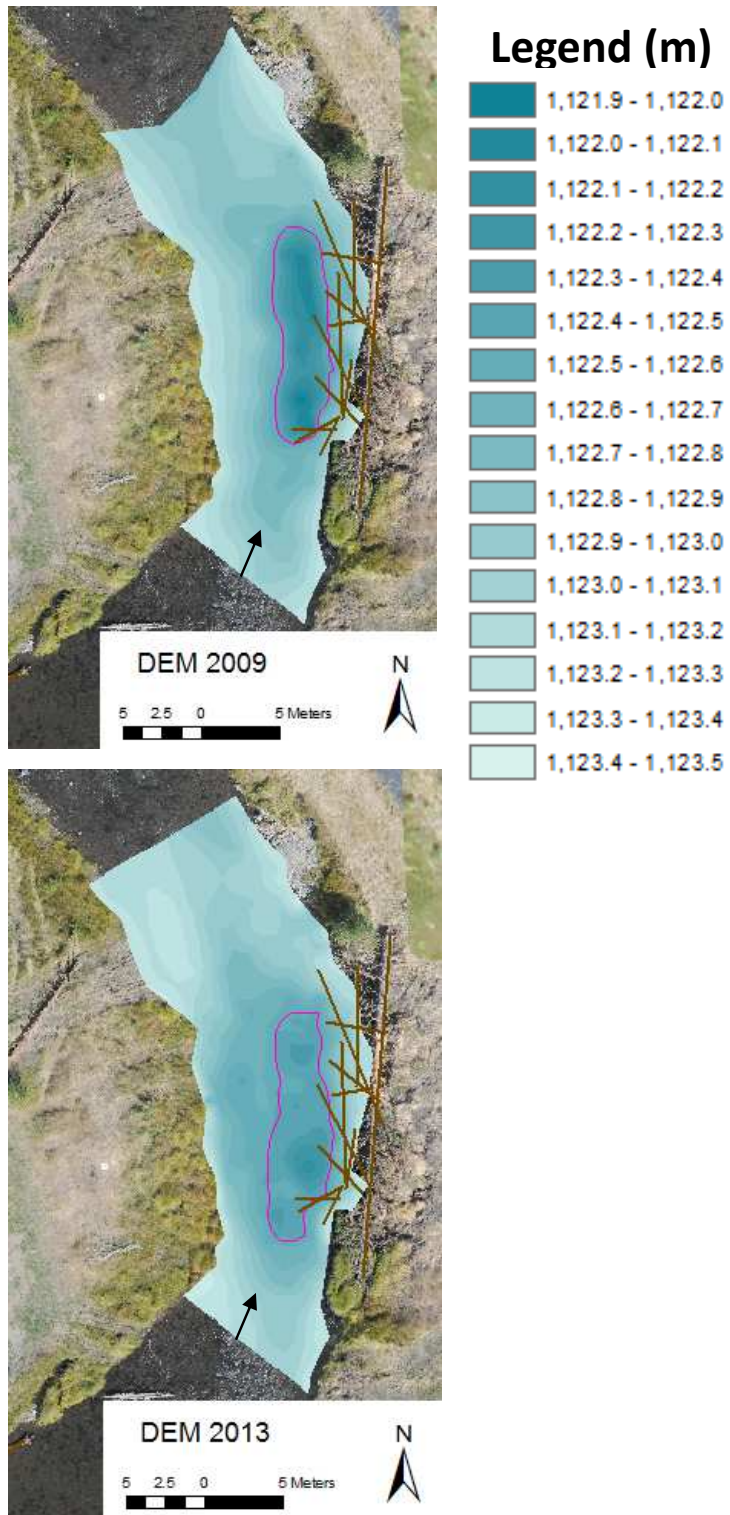 Legend (m)
1,121.9 - 1,122.0
1,122.0 - 1,122.1
1,122.1 - 1,122.2
1,122.2 - 1,122.3
1,122.3 - 1,122.4
1,122.4 - 1,122.5
1,122.5 - 1,122.6
1,122.6 - 1,122.7
1,122.7 - 1,122.8
1,122.8 - 1,122.9
1,122.9 - 1,123.0
1,123.0 - 1,123.1
1,123.1 - 1,123.2
1,123.2 - 1,123.3
1,123.3 - 1,123.4
1,123.4 - 1,123.5
DEM 2009
N
5 2.5 0 5 Meters
DEM 2013
N
5 2.5 0 5 Meters